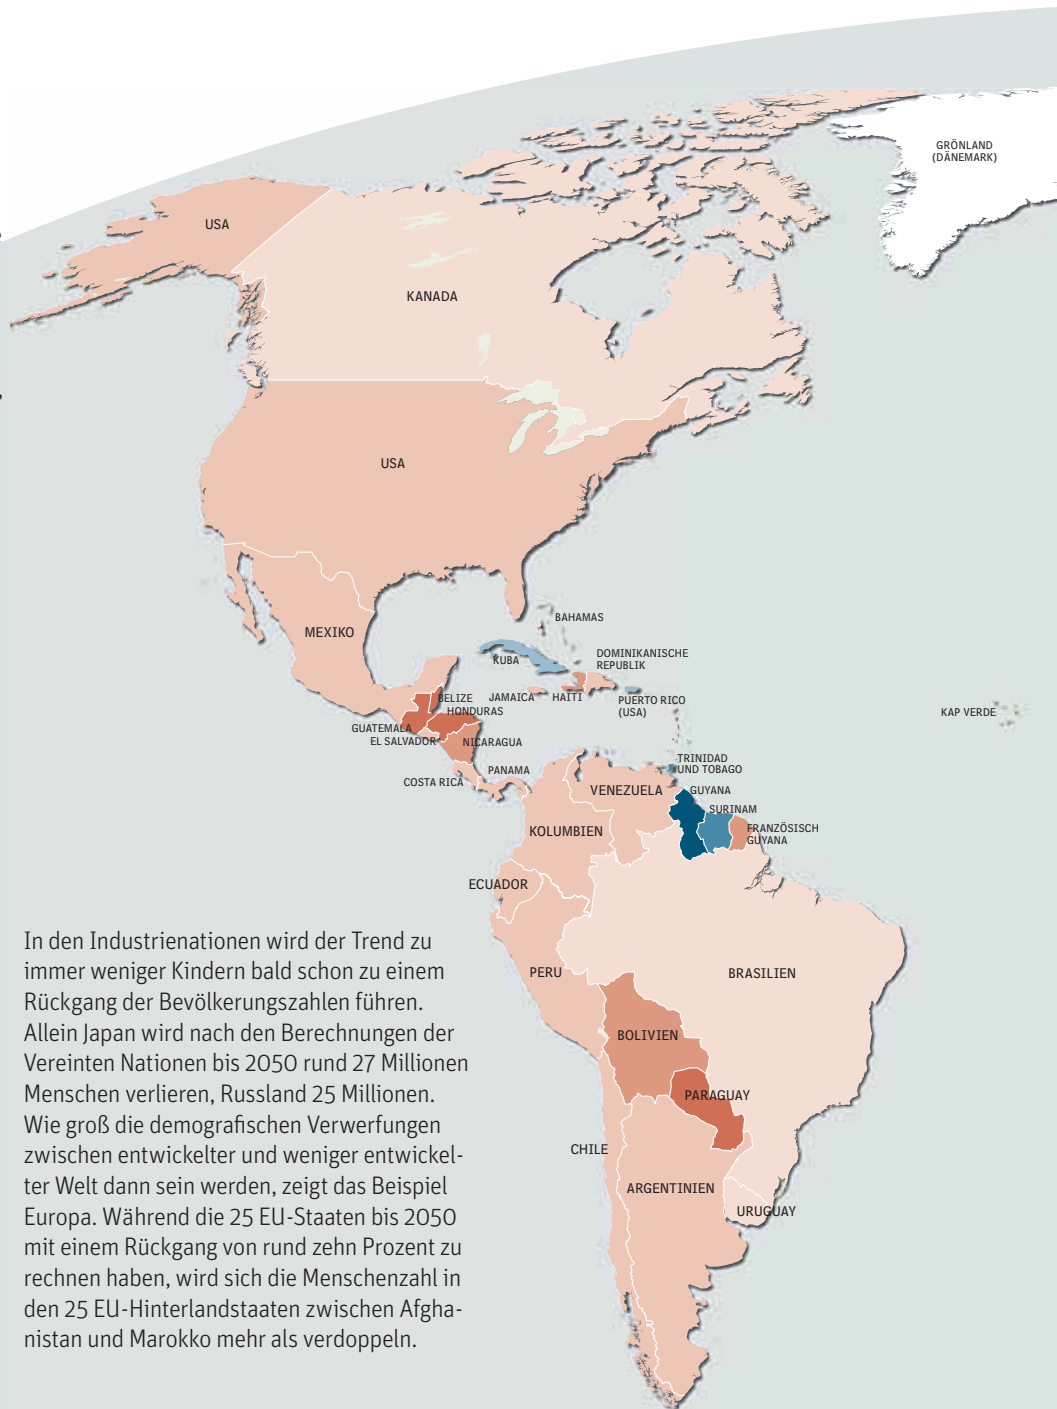 GRÖNLAND
(DÄNEMARK)
USA
KANADA
USA
MEXIKO
BAHAMAS
KUBA
DOMINIKANISCHE
REPUBLIK
BELIZE
JAMAICA
HAITI
PUERTO RICO
(USA)
HONDURAS
KAP VERDE
GUATEMALA
EL SALVADOR
NICARAGUA
TRINIDAD
UND TOBAGO
COSTA RICA
PANAMA
VENEZUELA
GUYANA
SURINAM
KOLUMBIEN
FRANZÖSISCH
GUYANA
ECUADOR
PERU
BRASILIEN
BOLIVIEN
PARAGUAY
CHILE
ARGENTINIEN
URUGUAY
In den Industrienationen wird der Trend zu
immer weniger Kindern bald schon zu einem
Rückgang der Bevölkerungszahlen führen.
Allein Japan wird nach den Berechnungen der
Vereinten Nationen bis 2050 rund 27 Millionen
Menschen verlieren, Russland 25 Millionen.
Wie groß die demografischen Verwerfungen
zwischen entwickelter und weniger entwickel-
ter Welt dann sein werden, zeigt das Beispiel
Europa. Während die 25 EU-Staaten bis 2050
mit einem Rückgang von rund zehn Prozent zu
rechnen haben, wird sich die Menschenzahl in
den 25 EU-Hinterlandstaaten zwischen Afgha-
nistan und Marokko mehr als verdoppeln.